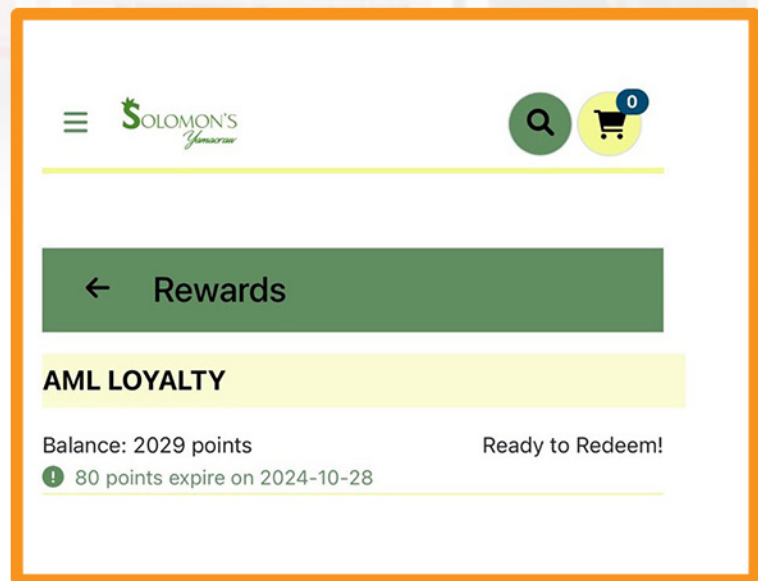 SOLOMON'S
Yamacraw
0
Rewards
AML LOYALTY
Balance: 2029 points Ready to Redeem!
80 points expire on 2024-10-28